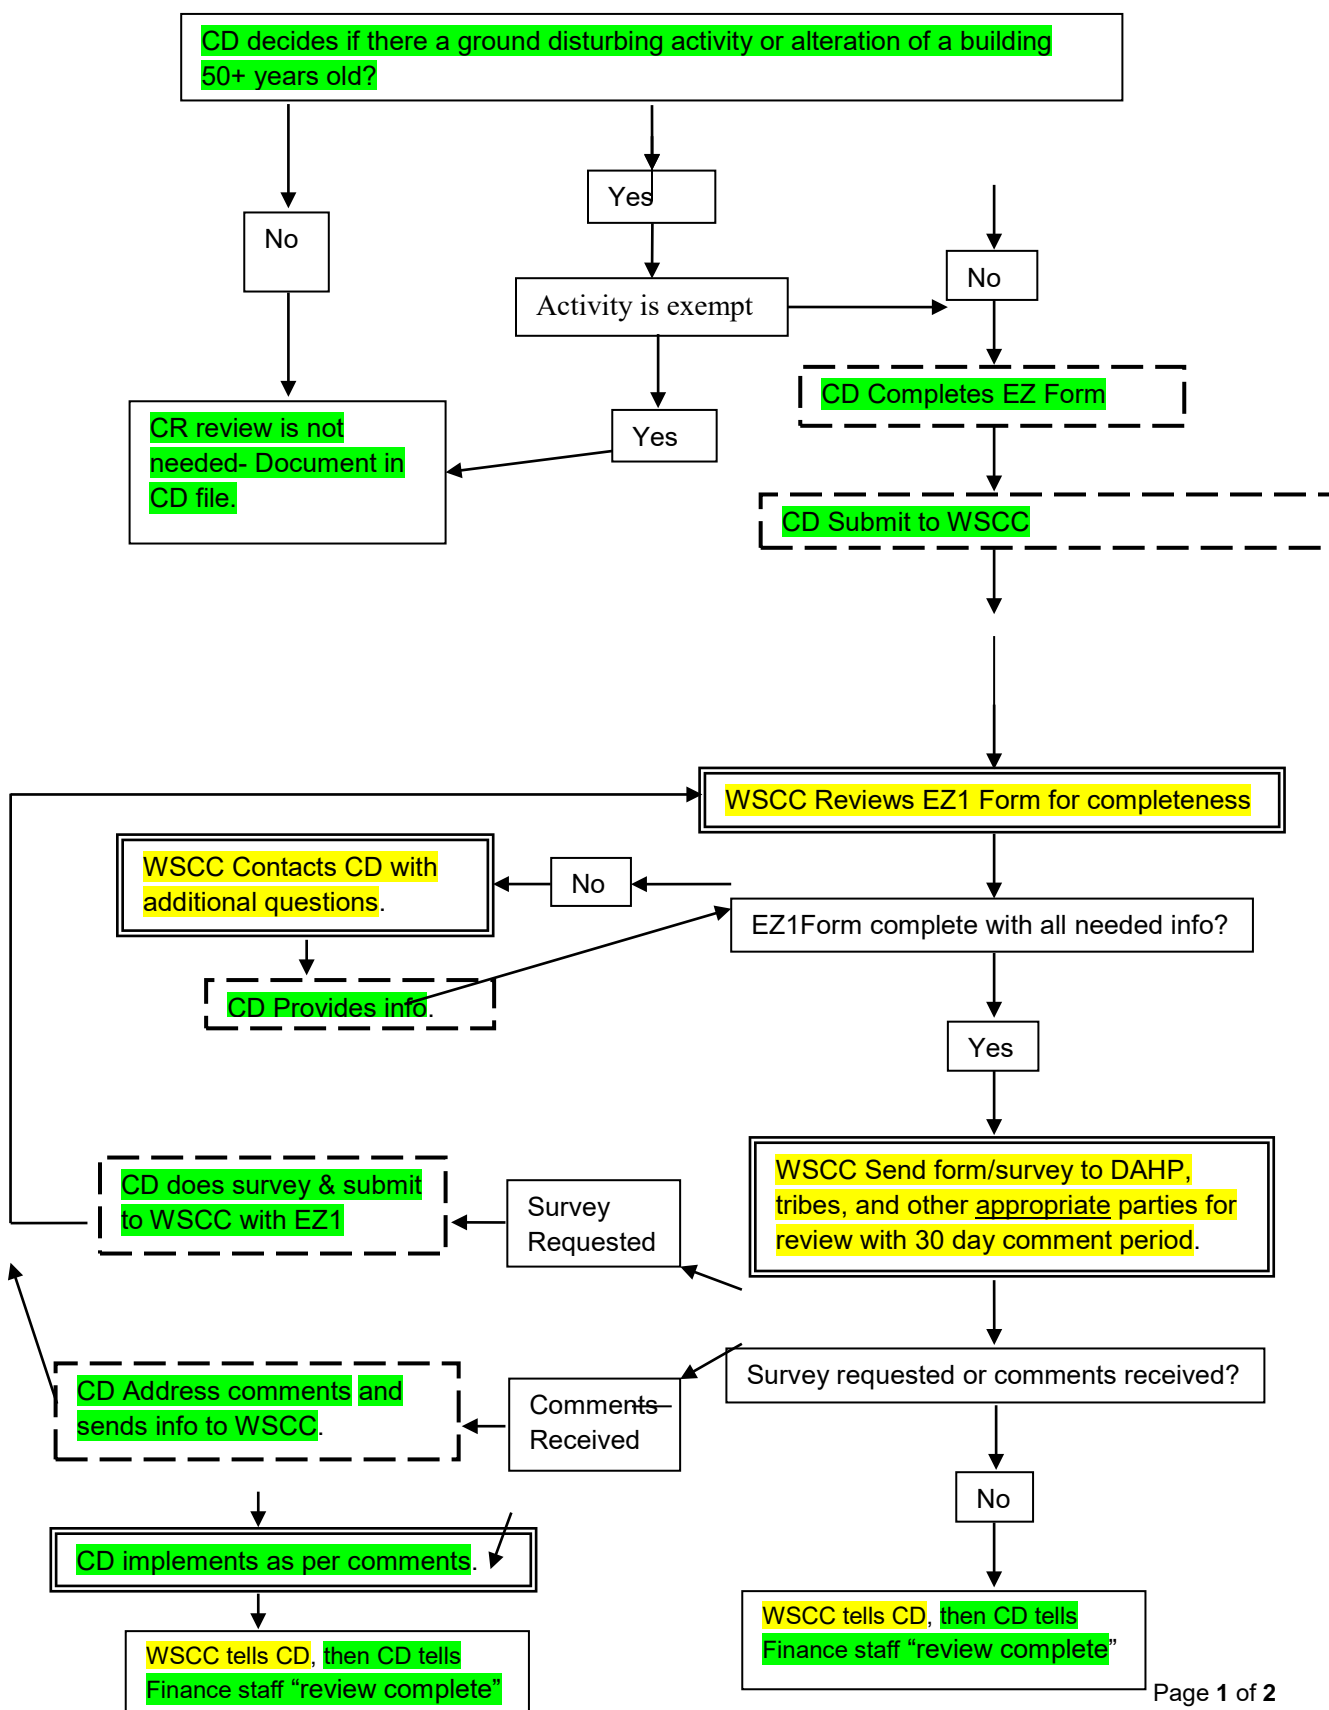 CD decides if there a ground disturbing activity or alteration of a building
50+ years old?
Yes
No
No
Activity is exempt
CD Completes EZ Form
Yes
CR review is not
needed- Document in
CD file.
CD Submit to WSCC
WSCC Reviews EZ1 Form for completeness
WSCC Contacts CD with
additional questions.
No
EZ1Form complete with all needed info?
CD Provides info.
Yes
WSCC Send form/survey to DAHP,
tribes, and other appropriate parties for
review with 30 day comment period.
CD does survey & submit
to WSCC with EZ1
Survey
Requested
Survey requested or comments received?
CD Address comments and
sends info to WSCC.
Comments
Received
No
CD implements as per comments.
WSCC tells CD, then CD tells
Finance staff “review complete”
WSCC tells CD, then CD tells
Finance staff “review complete”
Page 1 of 2